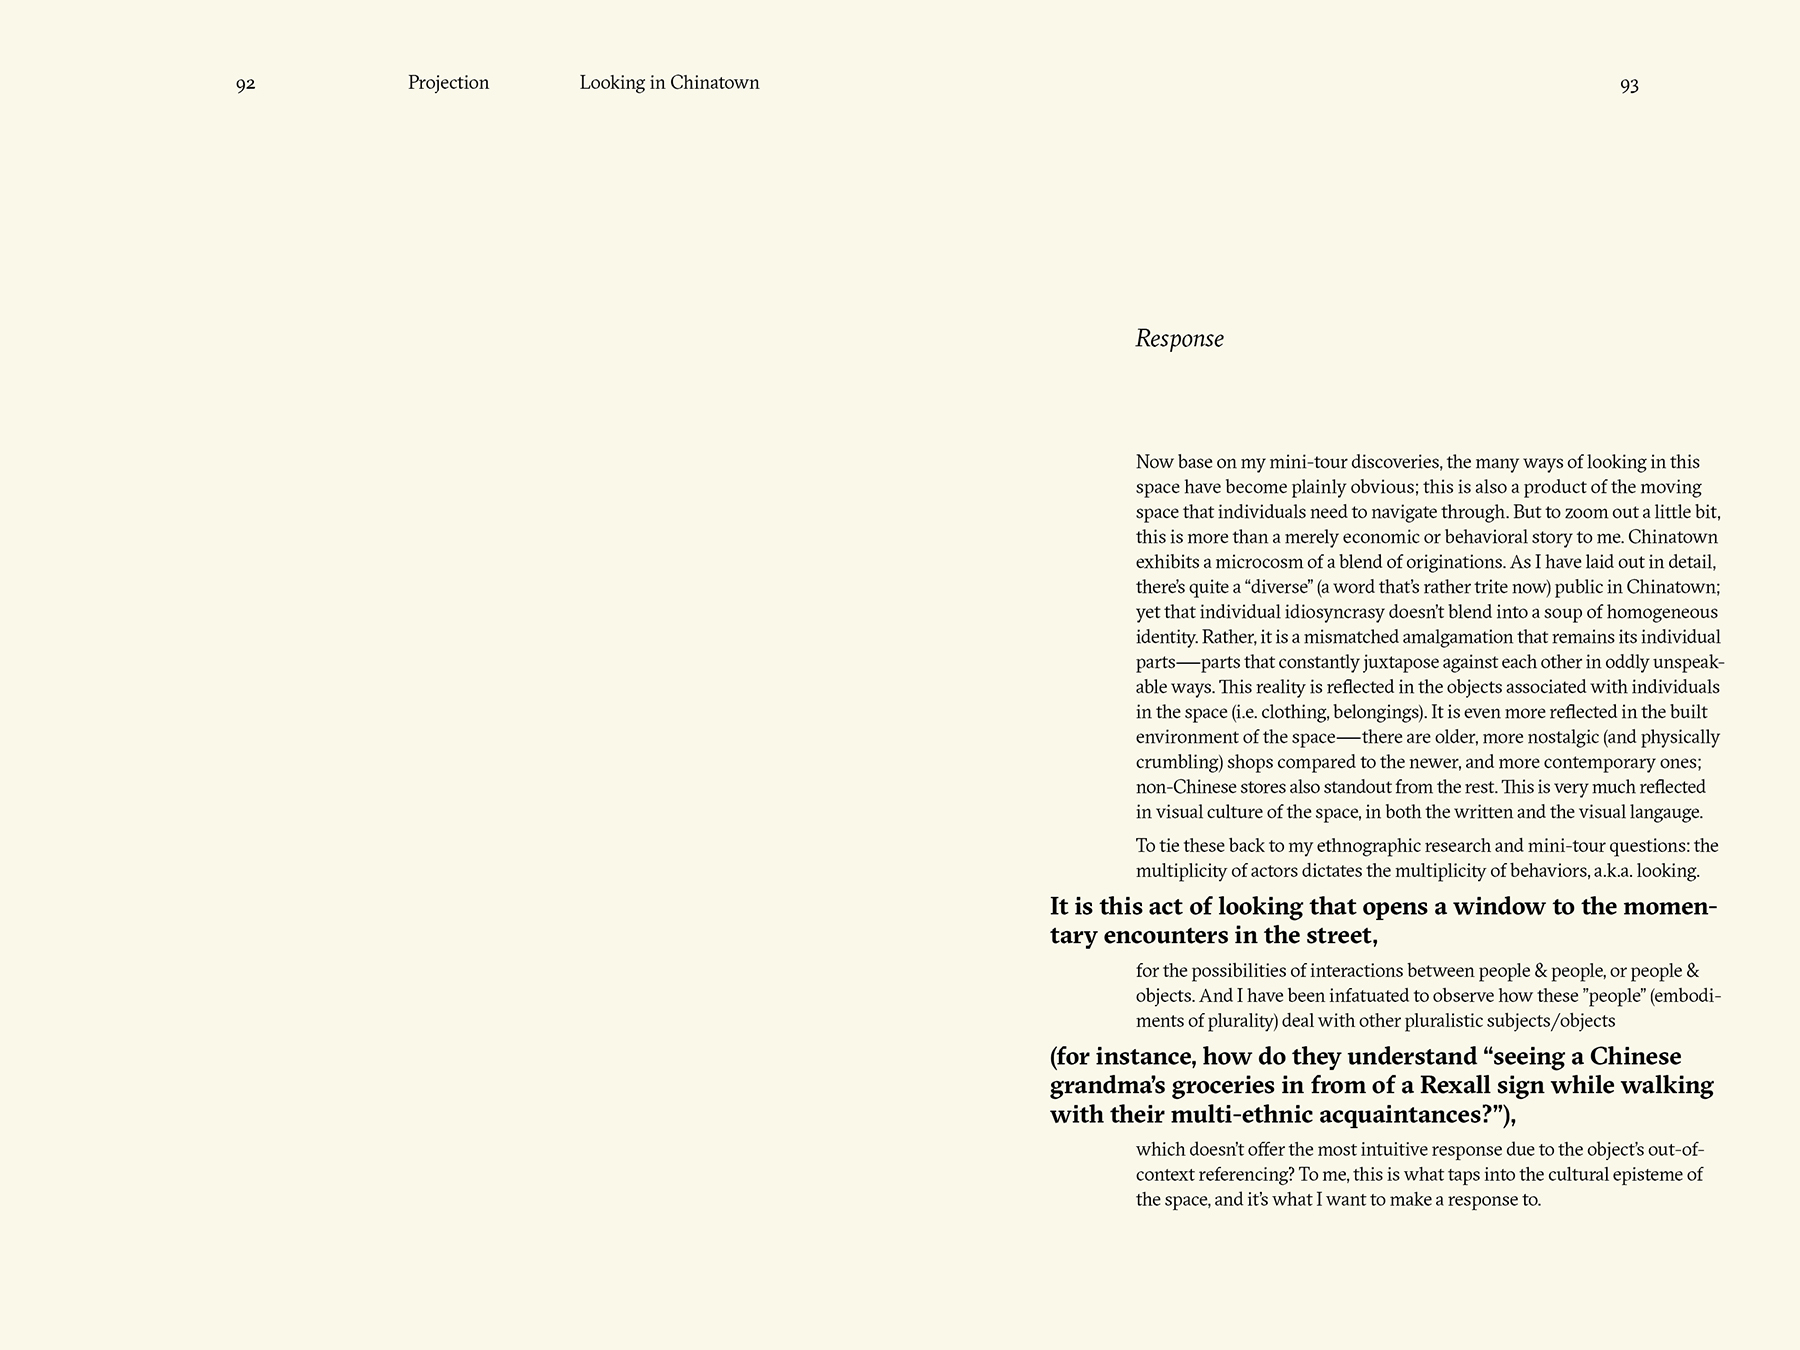 92
Projection
Looking in Chinatown
93
Response
Now base on my mini-tour discoveries, the many ways of looking in this
space have become plainly obvious; this is also a product of the moving
space that individuals need to navigate through. But to zoom out a little bit,
this is more than a merely economic or behavioral story to me. Chinatown
exhibits a microcosm of a blend of originations. As I have laid out in detail,
there’s quite a “diverse” (a word that’s rather trite now) public in Chinatown;
yet that individual idiosyncrasy doesn’t blend into a soup of homogeneous
identity. Rather, it is a mismatched amalgamation that remains its individual
parts—–parts that constantly juxtapose against each other in oddly unspeak-
able ways. This reality is reflected in the objects associated with individuals
in the space (i.e. clothing, belongings). It is even more reflected in the built
environment of the space—–there are older, more nostalgic (and physically
crumbling) shops compared to the newer, and more contemporary ones;
non-Chinese stores also standout from the rest. This is very much reflected
in visual culture of the space, in both the written and the visual langauge.
To tie these back to my ethnographic research and mini-tour questions: the
multiplicity of actors dictates the multiplicity of behaviors, a.k.a. looking.
It is this act of looking that opens a window to the momen-
tary encounters in the street,
for the possibilities of interactions between people & people, or people &
objects. And I have been infatuated to observe how these ”people” (embodi-
ments of plurality) deal with other pluralistic subjects/objects
(for instance, how do they understand “seeing a Chinese
grandma’s groceries in from of a Rexall sign while walking
with their multi-ethnic acquaintances?”),
which doesn’t offer the most intuitive response due to the object’s out-of-
context referencing? To me, this is what taps into the cultural episteme of
the space, and it’s what I want to make a response to.